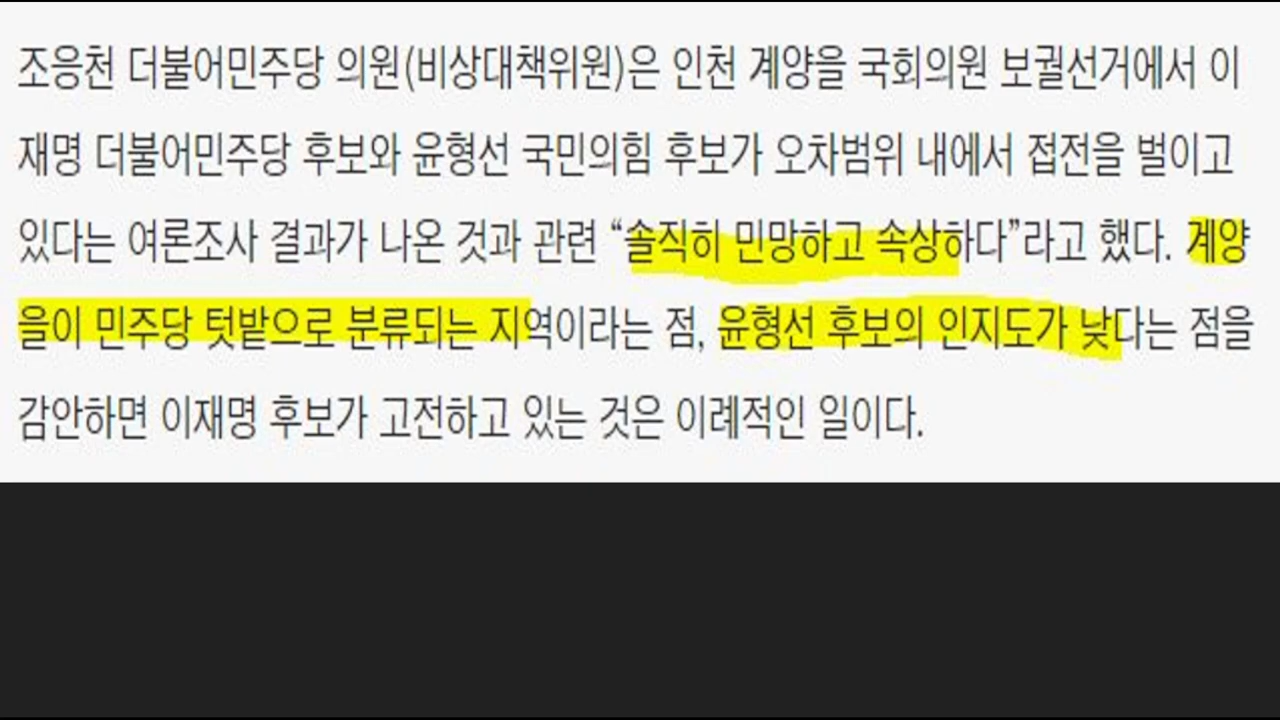 조응천 더불어민주당 의원(비상대책위원)은 인천 계양을 국회의원 보궐선거에서 이
재명 더불어민주당 후보와 윤형선 국민의힘 후보가 오차범위 내에서 접전을 벌이고
있다는 여론조사 결과가 나온 것과 관련 “솔직히 민망하고 속상하다”라고 했다. 계양
을이 민주당 텃밭으로 분류되는 지역이라는 점, 윤형선 후보의 인지도가 낮다는 점을
감안하면 이재명 후보가 고전하고 있는 것은 이례적인 일이다.